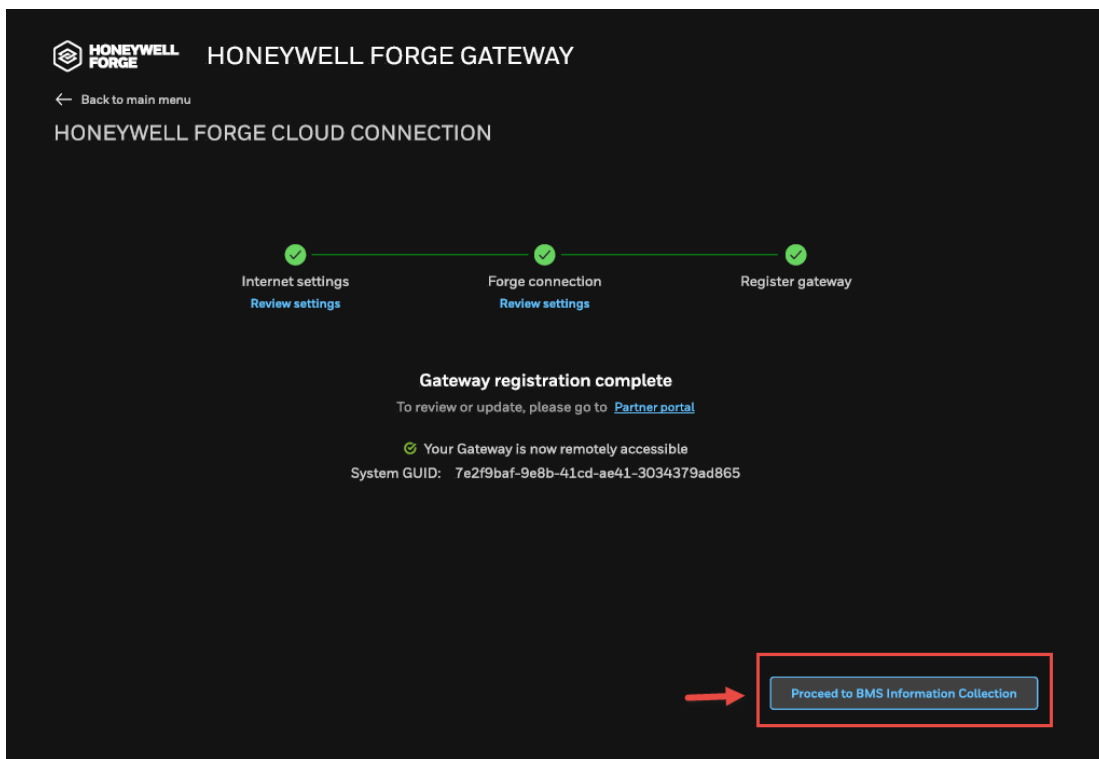 HONEYWELL
FORGE
HONEYWELL FORGE GATEWAY
Back to main menu
HONEYWELL FORGE CLOUD CONNECTION
Internet settings
Forge connection
Register gateway
Review settings
Review settings
Gateway registration complete
To review or update, please go to Partner portal
Your Gateway is now remotely accessible
System GUID: 7e2f9baf-9e8b-41cd-ae41-3034379ad865
Proceed to BMS Information Collection